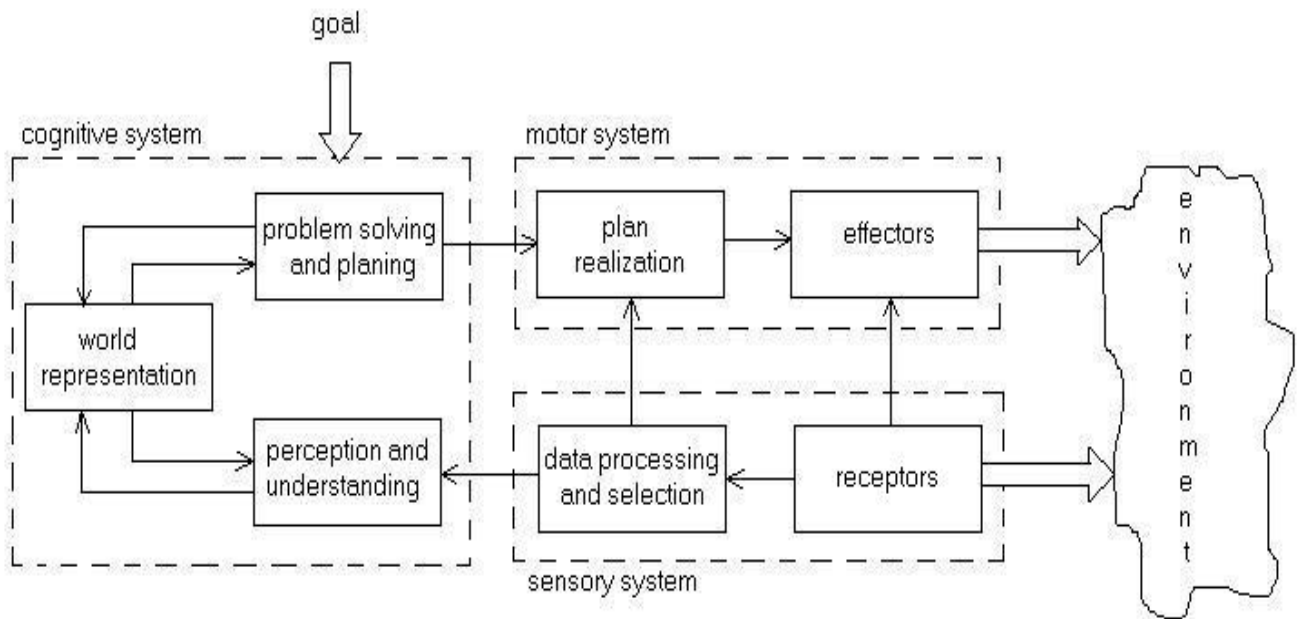 goal
cognitive system
motor system
problem solving
and planing
plan
realization
effectors
world
representation
perception and
understanding
data processing
and selection
receptors
sensory system
environment